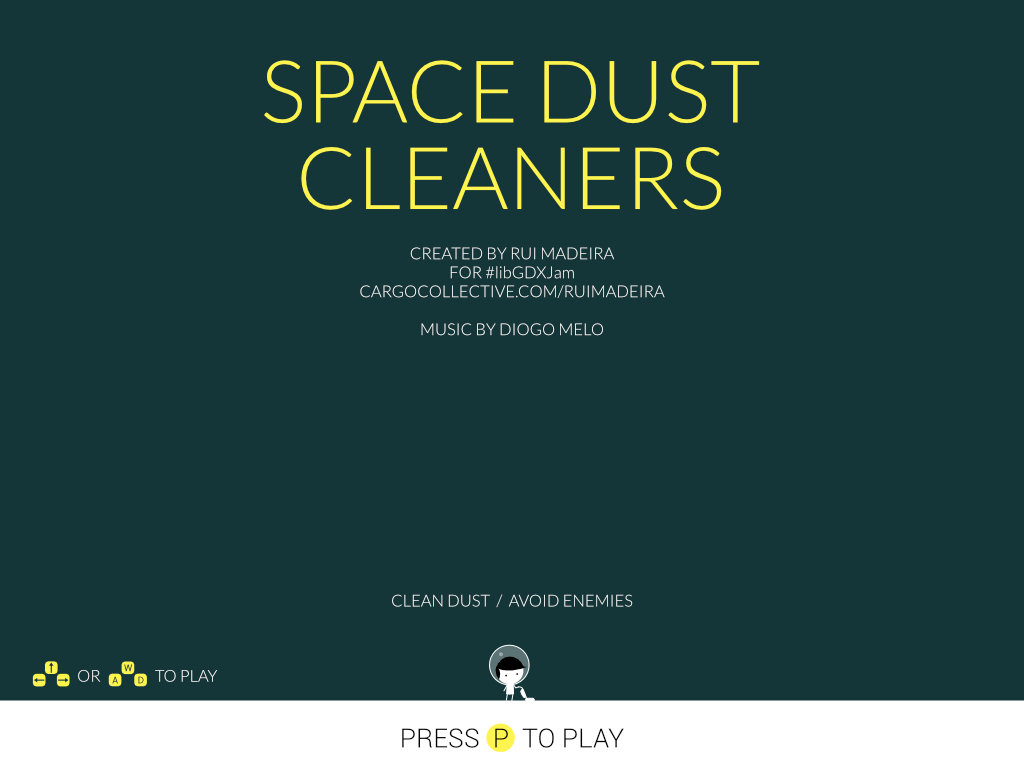 SPACE DUST
CLEANERS
CREATED BY RUI MADEIRA
FOR #libGDXJam
CARGOCOLLECTIVE.COM/RUIMADEIRA
MUSIC BY DIOGO MELO
CLEAN DUST / AVOID ENEMIES
↑ ← → OR W A D TO PLAY
PRESS P TO PLAY